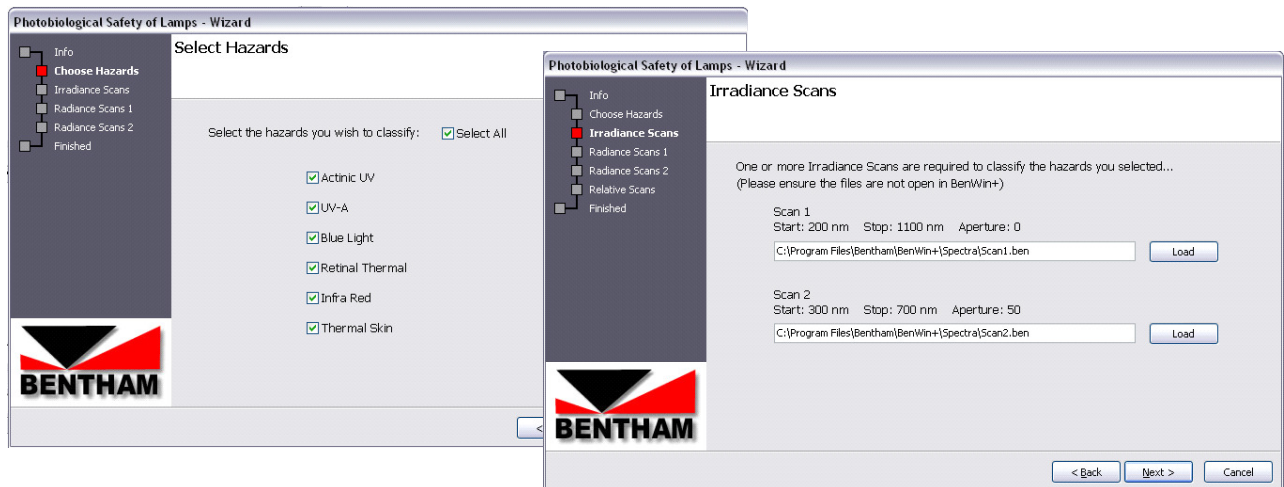 Photobiological Safety of Lamps - Wizard
Info
Choose Hazards
Irradiance Scans
Radiance Scans 1
Radiance Scans 2
Finished
Select Hazards
Select the hazards you wish to classify: Select All
Actinic UV
UV-A
Blue Light
Retinal Thermal
Infra Red
Thermal Skin
BENTHAM
<
Photobiological Safety of Lamps - Wizard
Info
Choose Hazards
Irradiance Scans
Radiance Scans 1
Radiance Scans 2
Relative Scans
Finished
Irradiance Scans
One or more Irradiance Scans are required to classify the hazards you selected...
(Please ensure the files are not open in BenWin+)
Scan 1
Start: 200 nm Stop: 1100 nm Aperture: 0
C:\Program Files\Bentham\BenWin+\Spectra\Scan1.ben Load
Scan 2
Start: 300 nm Stop: 700 nm Aperture: 50
C:\Program Files\Bentham\BenWin+\Spectra\Scan2.ben Load
BENTHAM
< Back Next > Cancel